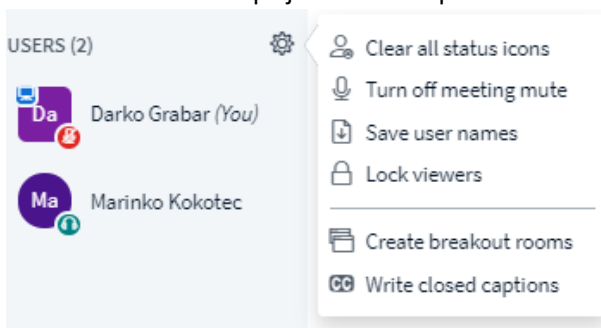 USERS (2)
Da
Darko Grabar (You)
Ma
Marinko Kokotec
Clear all status icons
Turn off meeting mute
Save user names
Lock viewers
Create breakout rooms
CC Write closed captions